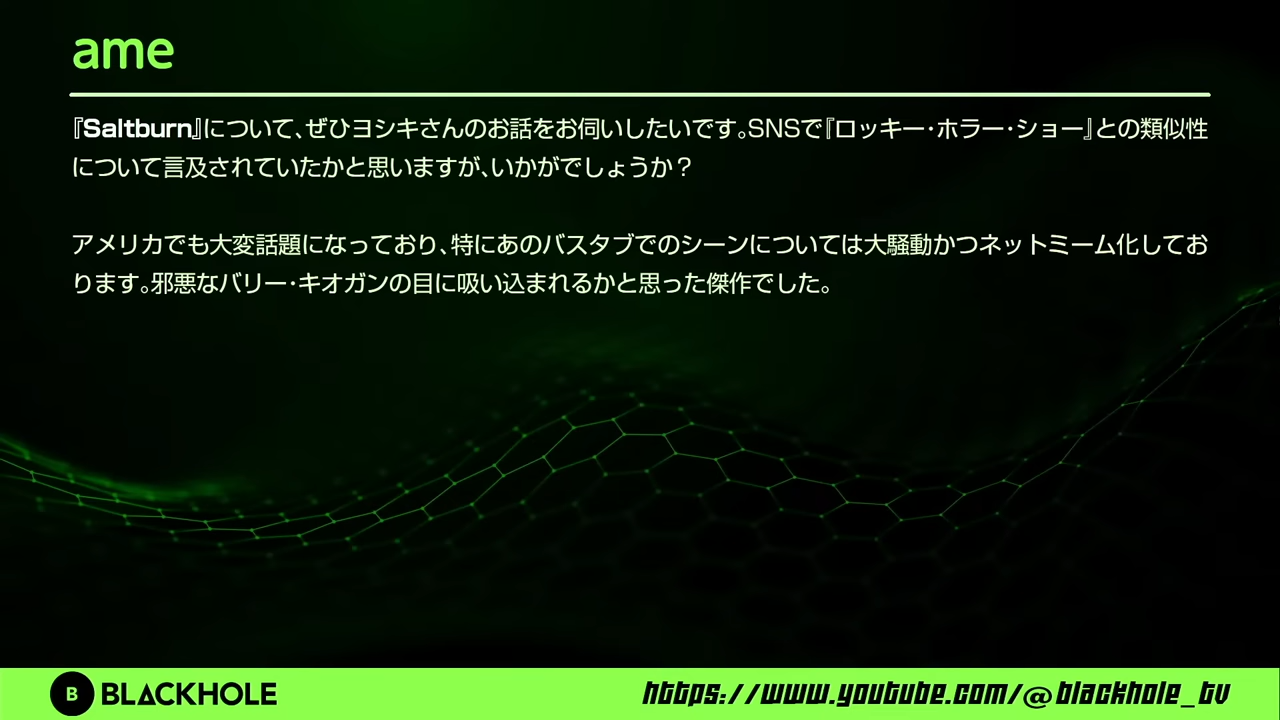 ame
『Saltburn』について、ぜひヨシキさんのお話をお伺いしたいです。SNSで『ロッキー・ホラー・ショー』との類似性
について言及されていたかと思いますが、いかがでしょうか？
アメリカでも大変話題になっており、特にあのバスタブでのシーンについては大騒動かつネットミーム化してお
ります。邪悪なバリー・キオガンの目に吸い込まれるかと思った傑作でした。
B BLACKHOLE
https://www.youtube.com/@blackhole_tv